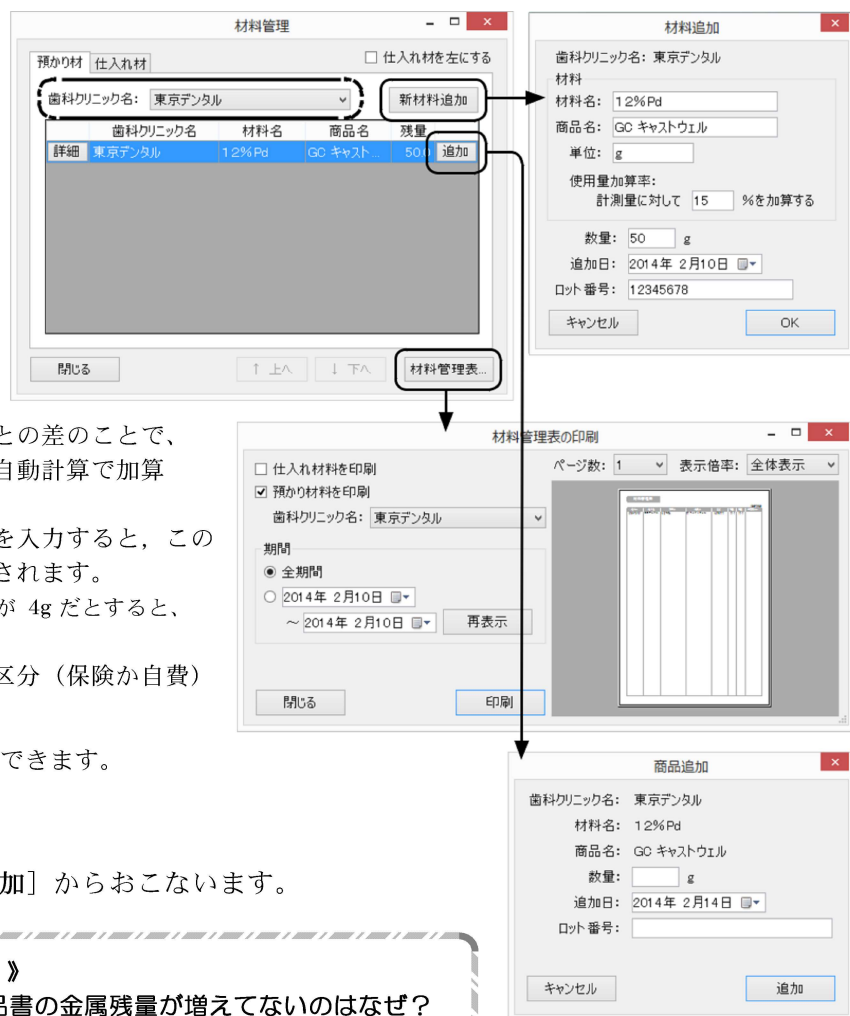 材料管理
預かり材 仕入れ材
仕入れ材を左にする
歯科クリニック名: 東京デンタル
新材料追加
歯科クリニック名 材料名 商品名 残量
詳細 東京デンタル 12%Pd GC キャスト... 50.0 追加
閉じる ↑ 上へ ↓ 下へ 材料管理表...
材料追加
歯科クリニック名: 東京デンタル
材料
材料名: 12%Pd
商品名: GC キャストウェル
単位: g
使用量加算率:
計測量に対して 15 %を加算する
数量: 50 g
追加日: 2014年 2月10日
ロット番号: 12345678
キャンセル OK
との差のことで、
自動計算で加算
を入力すると, この
されます。
が 4g だとすると、
区分（保険か自費）
できます。
材料管理表の印刷
仕入れ材料を印刷
預かり材料を印刷
歯科クリニック名: 東京デンタル
期間
全期間
2014年 2月10日
～ 2014年 2月10日 再表示
閉じる 印刷
ページ数: 1 表示倍率: 全体表示
商品追加
歯科クリニック名: 東京デンタル
材料名: 12%Pd
商品名: GC キャストウェル
数量: g
追加日: 2014年 2月14日
ロット番号:
キャンセル 追加
加］からおこないます。
》
品書の金属残量が増えてないのはなぜ？